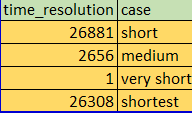 time_resolution case
26881 short
2656 medium
1 very short
26308 shortest